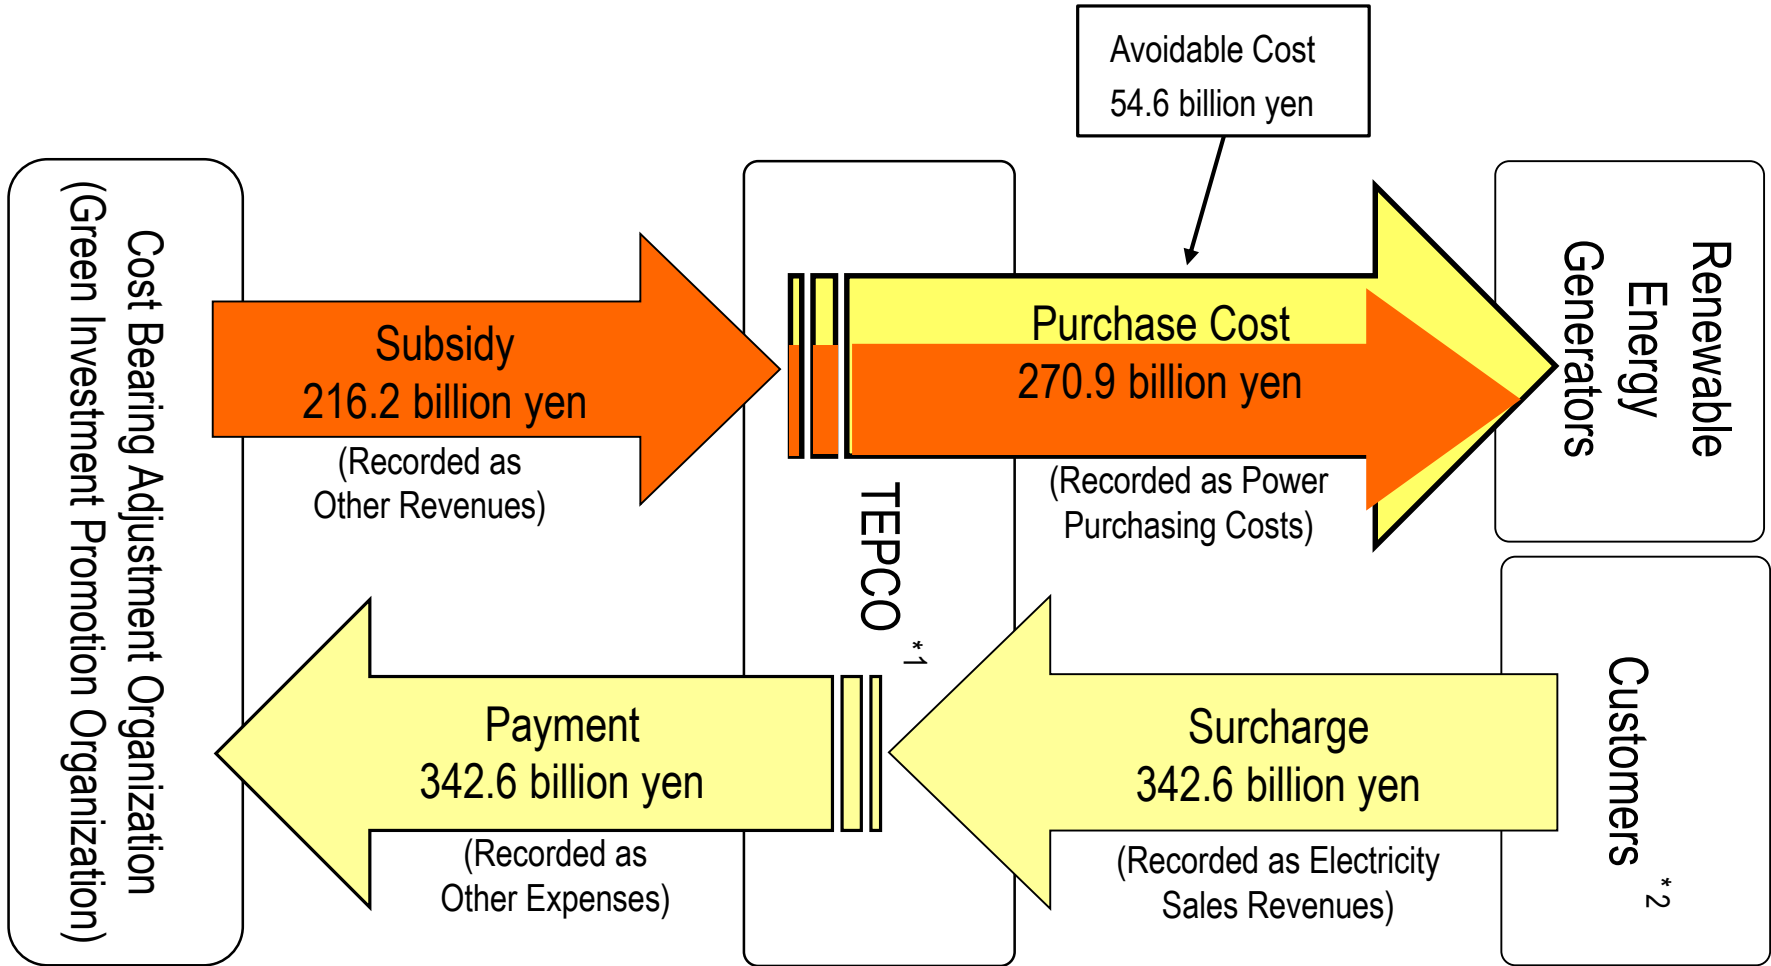 Avoidable Cost
54.6 billion yen
Cost Bearing Adjustment Organization
(Green Investment Promotion Organization)
Subsidy
216.2 billion yen
(Recorded as
Other Revenues)
TEPCO *1
Purchase Cost
270.9 billion yen
(Recorded as Power
Purchasing Costs)
Renewable
Energy
Generators
Payment
342.6 billion yen
(Recorded as
Other Expenses)
Surcharge
342.6 billion yen
(Recorded as Electricity
Sales Revenues)
Customers *2